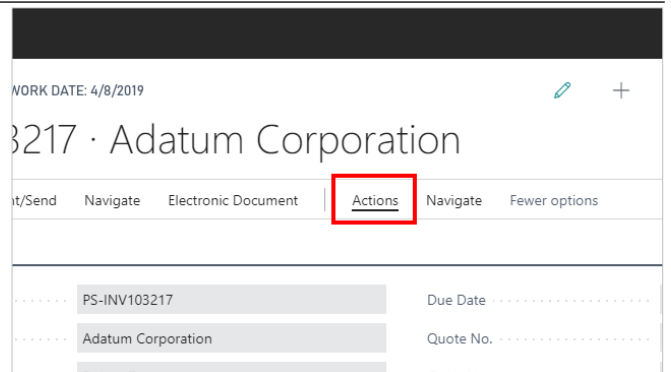 WORK DATE: 4/8/2019
3217 · Adatum Corporation
nt/Send Navigate Electronic Document Actions Navigate Fewer options
PS-INV103217 Due Date
Adatum Corporation Quote No.